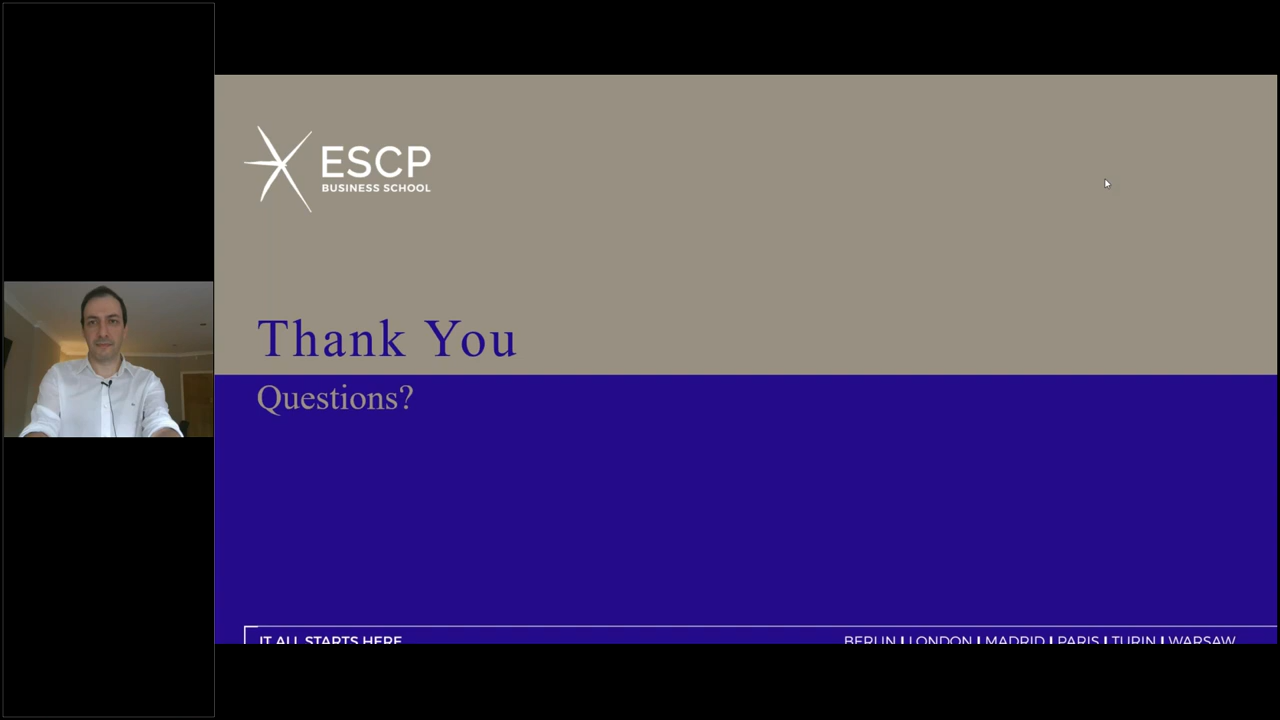 ESCP
BUSINESS SCHOOL
Thank You
Questions?
IT ALL STARTS HERE
BERLIN | LONDON | MADRID | PARIS | TURIN | WARSAW